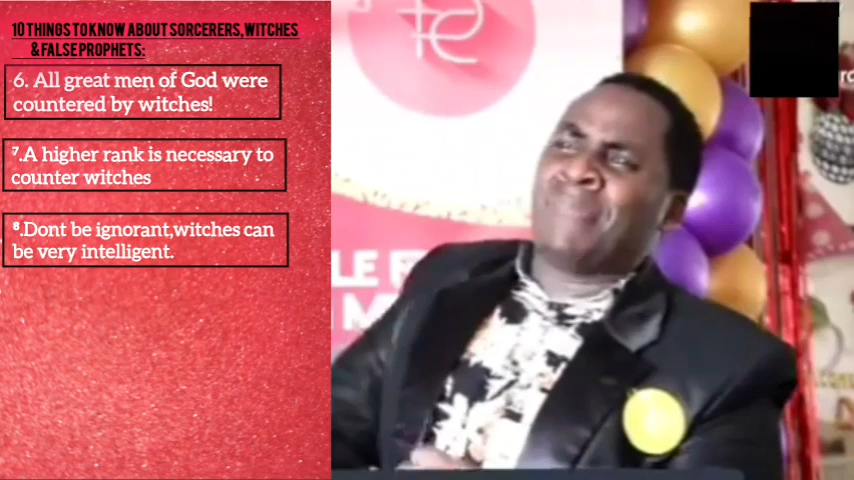 10 THINGS TO KNOW ABOUT SORCERERS, WITCHES
& FALSE PROPHETS:
6. All great men of God were
countered by witches!
⁷.A higher rank is necessary to
counter witches
⁸.Dont be ignorant,witches can
be very intelligent.
LE
M